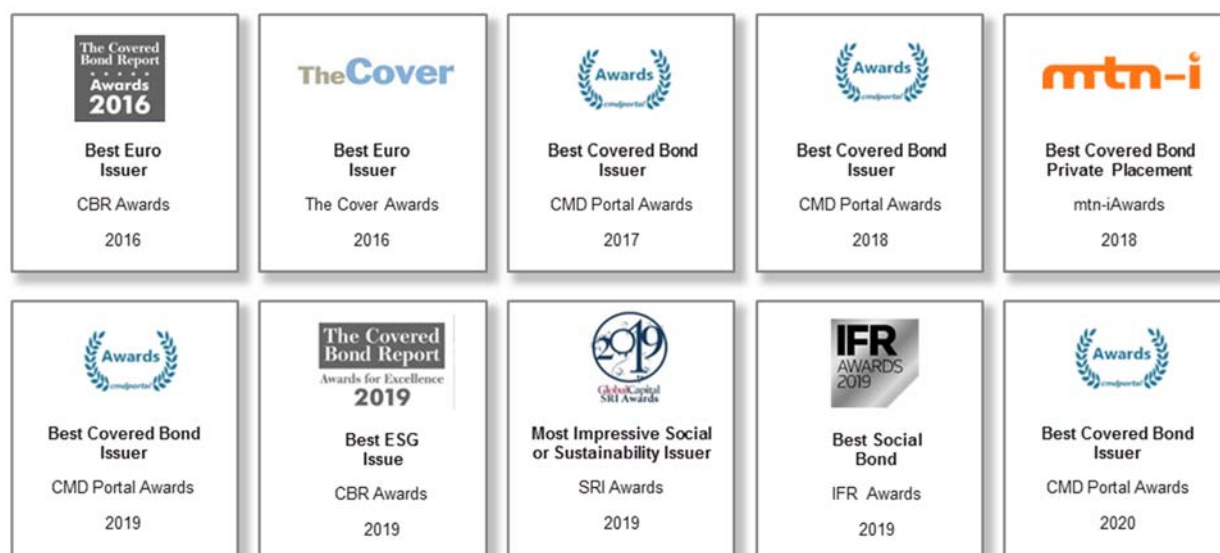 The Covered
Bond Report
Awards
2016
Best Euro
Issuer
CBR Awards
2016
TheCover
Best Euro
Issuer
The Cover Awards
2016
Awards
cmdportal
Best Covered Bond
Issuer
CMD Portal Awards
2017
Awards
cmdportal
Best Covered Bond
Issuer
CMD Portal Awards
2018
mtn-i
Best Covered Bond
Private Placement
mtn-iAwards
2018
Awards
cmdportal
Best Covered Bond
Issuer
CMD Portal Awards
2019
The Covered
Bond Report
Awards for Excellence
2019
Best ESG
Issue
CBR Awards
2019
2019
GlobalCapital
SRI Awards
Most Impressive Social
or Sustainability Issuer
SRI Awards
2019
IFR
AWARDS
2019
Best Social
Bond
IFR Awards
2019
Awards
cmdportal
Best Covered Bond
Issuer
CMD Portal Awards
2020